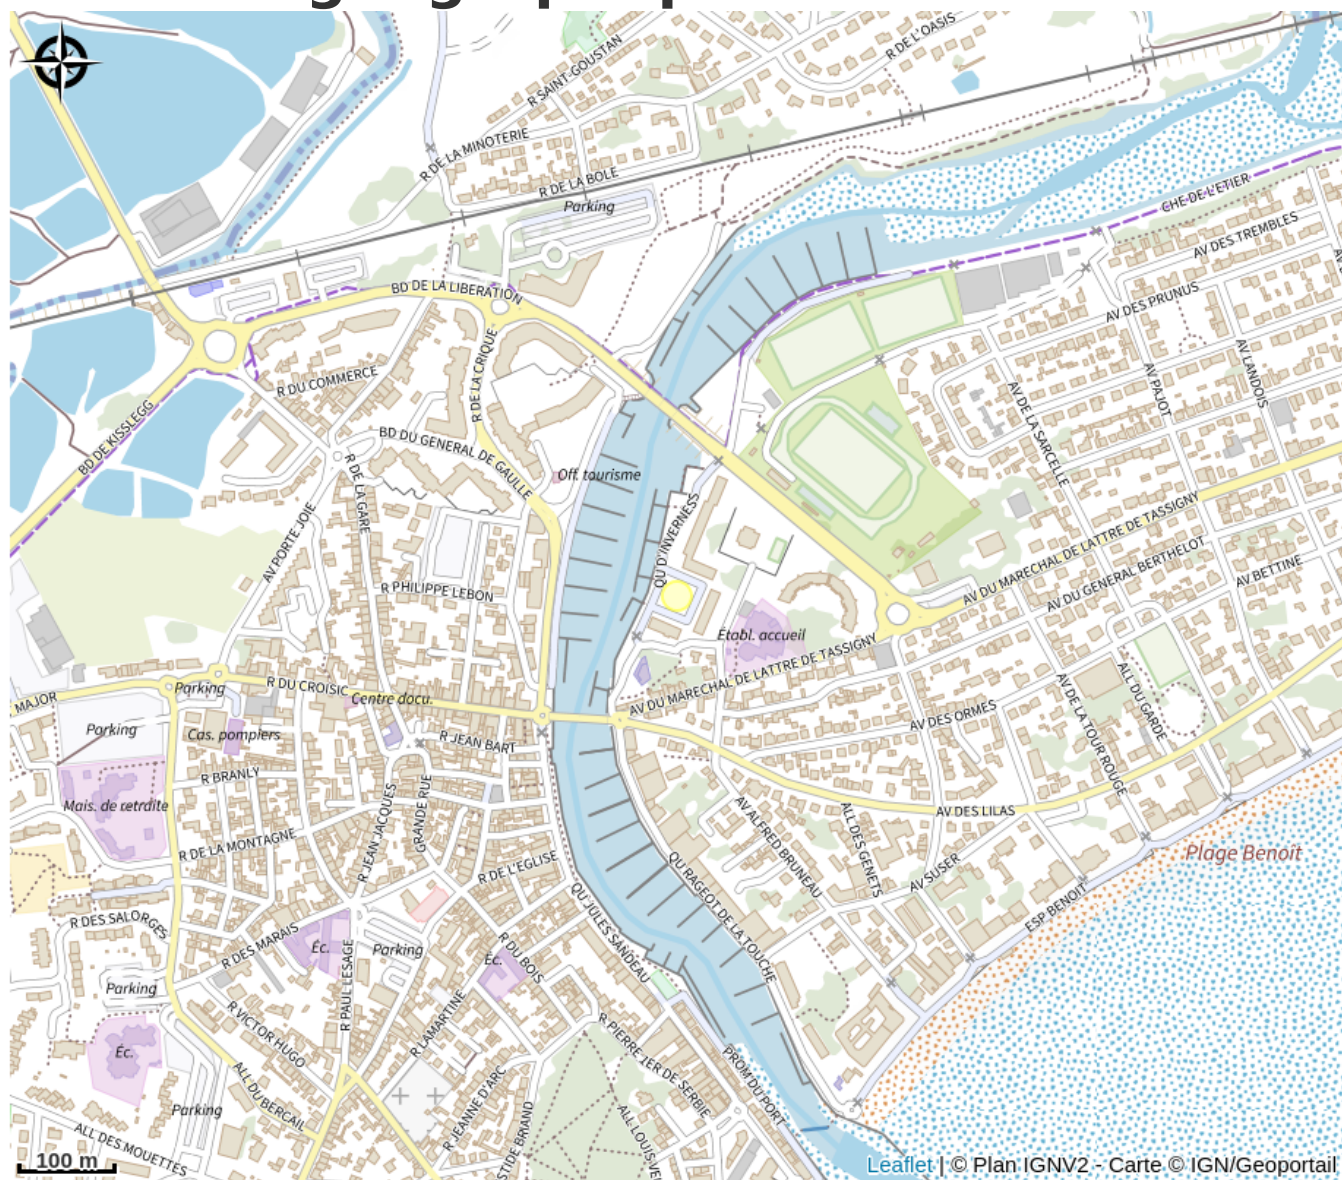 R DE L'OASIS
R SAINT-GOUSTAN
R DE LA MINOTERIE
R DE LA BOLE
Parking
CHE DE L'ETIER
AV DES TREMBLES
BD DE LA LIBERATION
AV DES PRUNUS
R DE LA CRIQUE
R DU COMMERCE
AV LANDOIS
AV PAJOT
AV DE LA SARCELLE
BD DE KISSLEGG
BD DU GENERAL DE GAULLE
R DE LA GARE
Off. tourisme
AV PORTE JOIE
QU D'INVERNESS
AV DU MARECHAL DE LATTRE DE TASSIGNY
AV DU GENERAL BERTHELOT
AV BETTINE
R PHILIPPE LEBON
Etabl. accueil
AV DU MARECHAL DE LATTRE DE TASSIGNY
MAJOR
Parking
R DU CROISIC
Centre docu.
AV DES ORMES
AV DE LA TOUR ROUGE
ALL DU GARDE
Parking
Cas. pompiers
R JEAN BART
R BRANLY
Mais. de retraite
R JEAN JACQUES
GRANDE RUE
AV ALFRED BRUNEAU
ALL DES GENETS
AV DES LILAS
R DE LA MONTAGNE
R DE L'EGLISE
QU RAGEOT DE LA TOUCHE
AV SUSER
Plage Benoit
ESP BENOIT
R DES SALORGES
R DES MARAIS
Éc.
Parking
R DU BOIS
Éc.
QU JULES SANDEAU
Parking
R PAUL LESAGE
R VICTOR HUGO
R LAMARTINE
R PIERRE 1ER DE SERBIE
PROM DU PORT
Éc.
ALL DU BERCAIL
Parking
R JEANNE D'ARC
ALL DES MOUETTES
TIDE BRIAND
ALL LOUIS-VE
100 m
Leaflet | © Plan IGNV2 - Carte © IGN/Geoportail